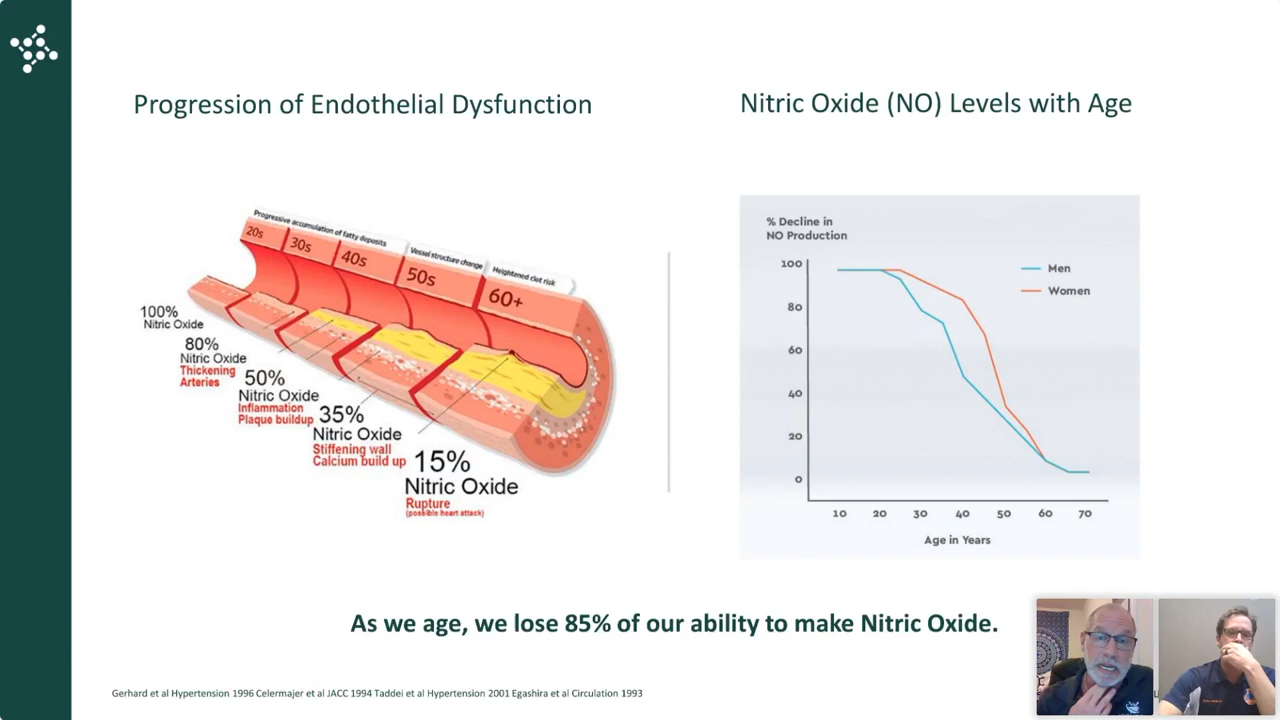 Progression of Endothelial Dysfunction
Nitric Oxide (NO) Levels with Age
Progressive accumulation of fatty deposits
Vessel structure change
Heightened clot risk
20s
30s
40s
50s
60+
100%
Nitric Oxide
80%
Nitric Oxide
Thickening
Arteries
50%
Nitric Oxide
Inflammation
Plaque buildup
35%
Nitric Oxide
Stiffening wall
Calcium build up
15%
Nitric Oxide
Rupture
(possible heart attack)
% Decline in
NO Production
100
80
60
40
20
0
Men
Women
10 20 30 40 50 60 70
Age in Years
As we age, we lose 85% of our ability to make Nitric Oxide.
Gerhard et al Hypertension 1996 Celermajer et al JACC 1994 Taddei et al Hypertension 2001 Egashira et al Circulation 1993